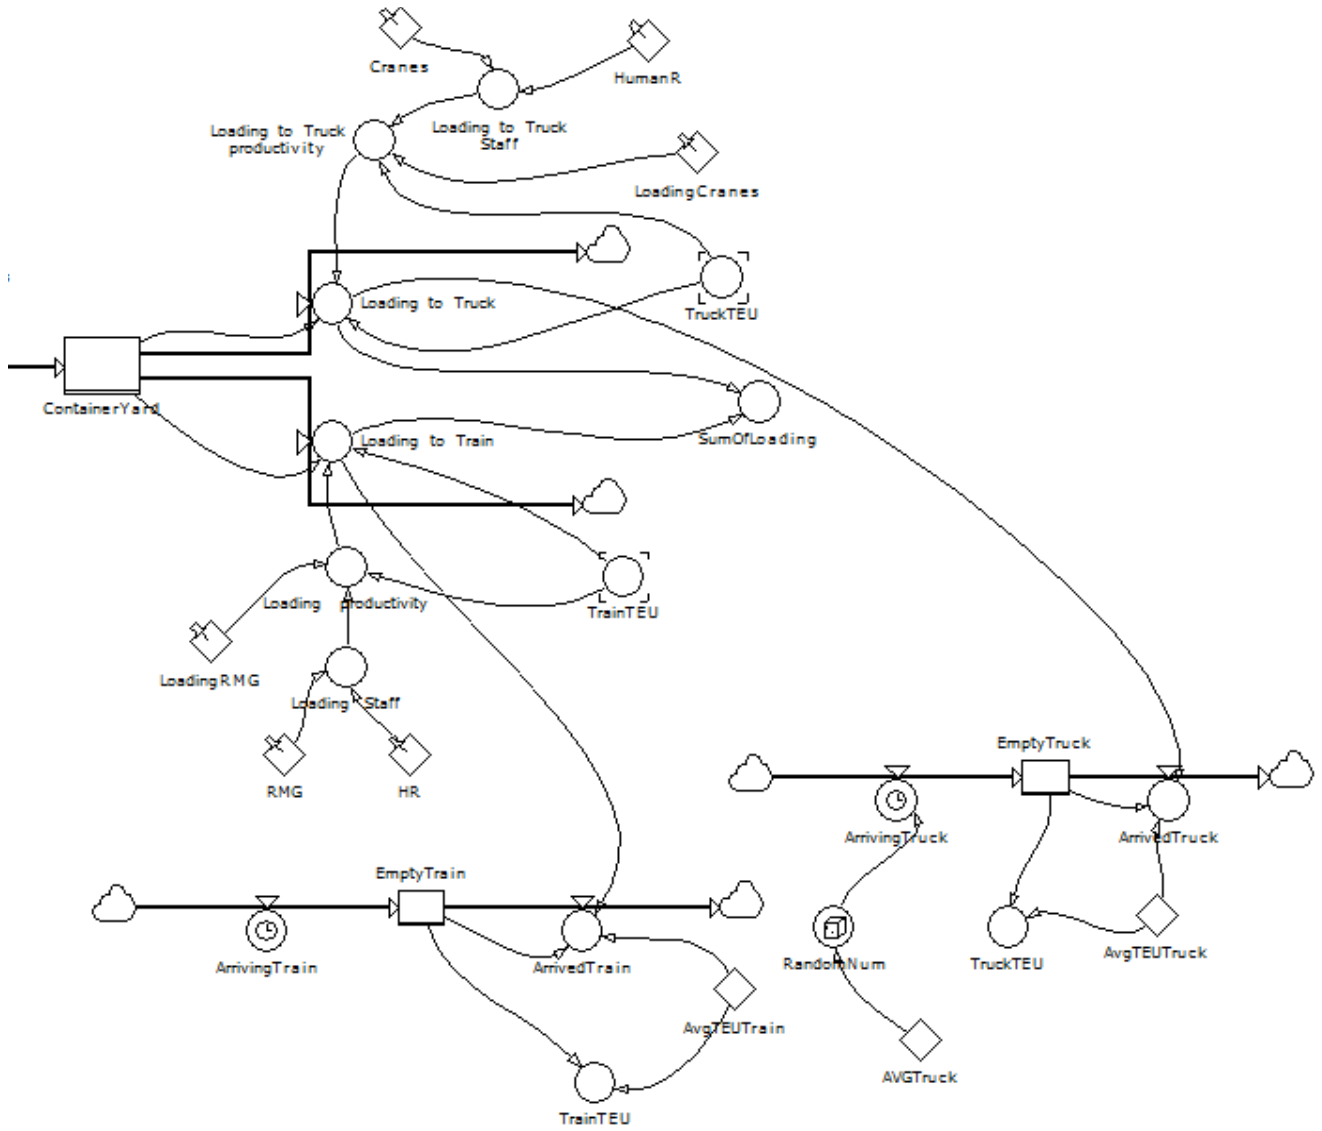 Cranes
HumanR
Loading to Truck
productivity
Loading to Truck
Staff
LoadingCranes
TruckTEU
Loading to Truck
ContainerYard
Loading to Train
SumOfLoading
Loading productivity
TrainTEU
LoadingRMG
Loading Staff
RMG
HR
EmptyTruck
ArrivingTruck
ArrivedTruck
EmptyTrain
ArrivingTrain
ArrivedTrain
RandomNum
TruckTEU
AvgTEUTruck
AvgTEUTrain
AVGTruck
TrainTEU